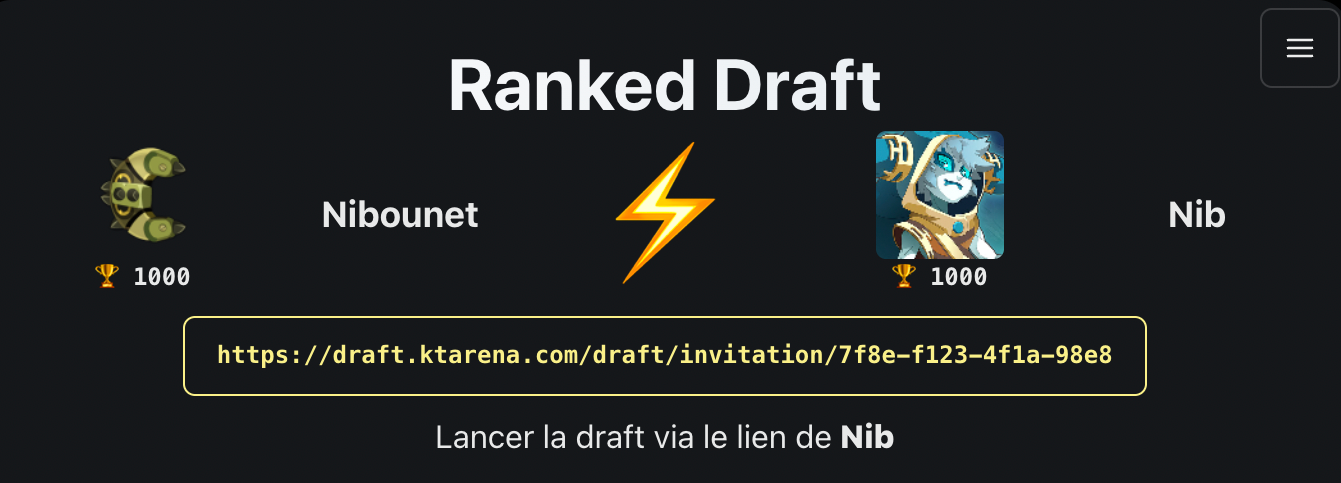 Ranked Draft
Nibounet
Nib
🏆 1000
🏆 1000
https://draft.ktarena.com/draft/invitation/7f8e-f123-4f1a-98e8
Lancer la draft via le lien de Nib